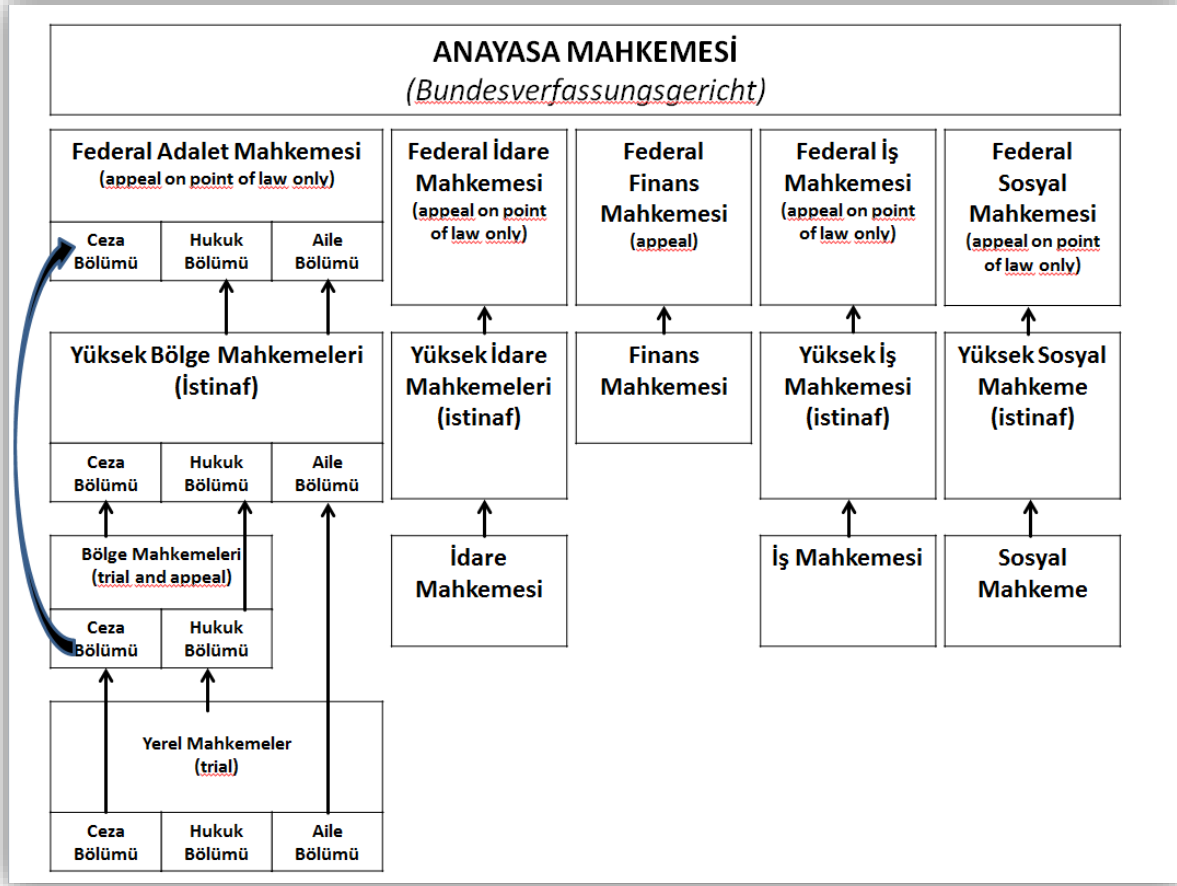 ANAYASA MAHKEMESİ
(Bundesverfassungsgericht)
Federal Adalet Mahkemesi
(appeal on point of law only)
Ceza
Bölümü
Hukuk
Bölümü
Aile
Bölümü
Federal İdare
Mahkemesi
(appeal on point
of law only)
Federal
Finans
Mahkemesi
(appeal)
Federal İş
Mahkemesi
(appeal on point
of law only)
Federal
Sosyal
Mahkemesi
(appeal on point
of law only)
Yüksek Bölge Mahkemeleri
(İstinaf)
Ceza
Bölümü
Hukuk
Bölümü
Aile
Bölümü
Yüksek İdare
Mahkemeleri
(istinaf)
Finans
Mahkemesi
Yüksek İş
Mahkemesi
(istinaf)
Yüksek Sosyal
Mahkeme
(istinaf)
Bölge Mahkemeleri
(trial and appeal)
Ceza
Bölümü
Hukuk
Bölümü
İdare
Mahkemesi
İş Mahkemesi
Sosyal
Mahkeme
Yerel Mahkemeler
(trial)
Ceza
Bölümü
Hukuk
Bölümü
Aile
Bölümü